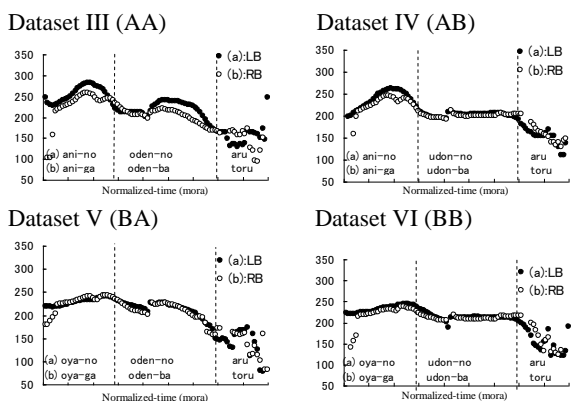 Dataset III (AA)
350
300
250
200
150
100
50
(a):LB
(b):RB
(a) ani-no oden-no aru
(b) ani-ga oden-ba toru
Normalized-time (mora)
Dataset IV (AB)
350
300
250
200
150
100
50
(a):LB
(b):RB
(a) ani-no udon-no aru
(b) ani-ga udon-ba toru
Normalized-time (mora)
Dataset V (BA)
350
300
250
200
150
100
50
(a):LB
(b):RB
(a) oya-no oden-no aru
(b) oya-ga oden-ba toru
Normalized-time (mora)
Dataset VI (BB)
350
300
250
200
150
100
50
(a):LB
(b):RB
(a) oya-no udon-no aru
(b) oya-ga udon-ba toru
Normalized-time (mora)